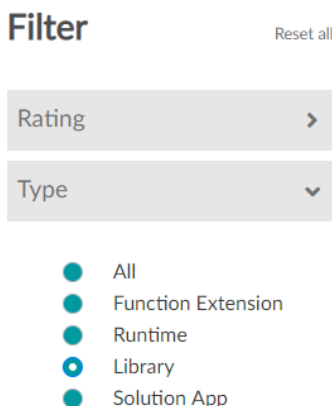 Filter
Reset all
Rating
Type
All
Function Extension
Runtime
Library
Solution App